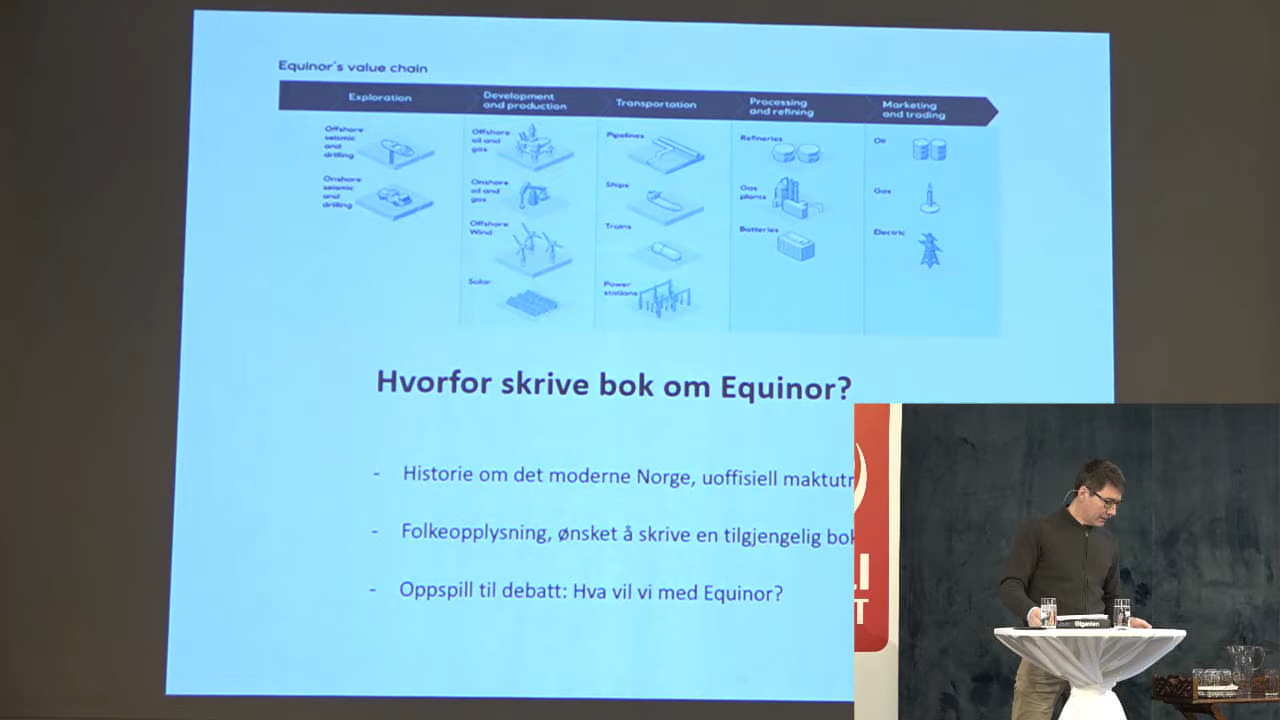 Equinor's value chain
Exploration
Development
and production
Transportation
Processing
and refining
Marketing
and trading
Offshore
seismic
and
drilling
Onshore
seismic
and
drilling
Offshore
oil and
gas
Onshore
oil and
gas
Offshore
Wind
Solar
Pipelines
Ships
Trains
Power
stations
Refineries
Gas
plants
Batteries
Oil
Gas
Electric
Hvorfor skrive bok om Equinor?
- Historie om det moderne Norge, uoffisiell maktutr
- Folkeopplysning, ønsket å skrive en tilgjengelig bok
- Oppspill til debatt: Hva vil vi med Equinor?
I
T
Giganten